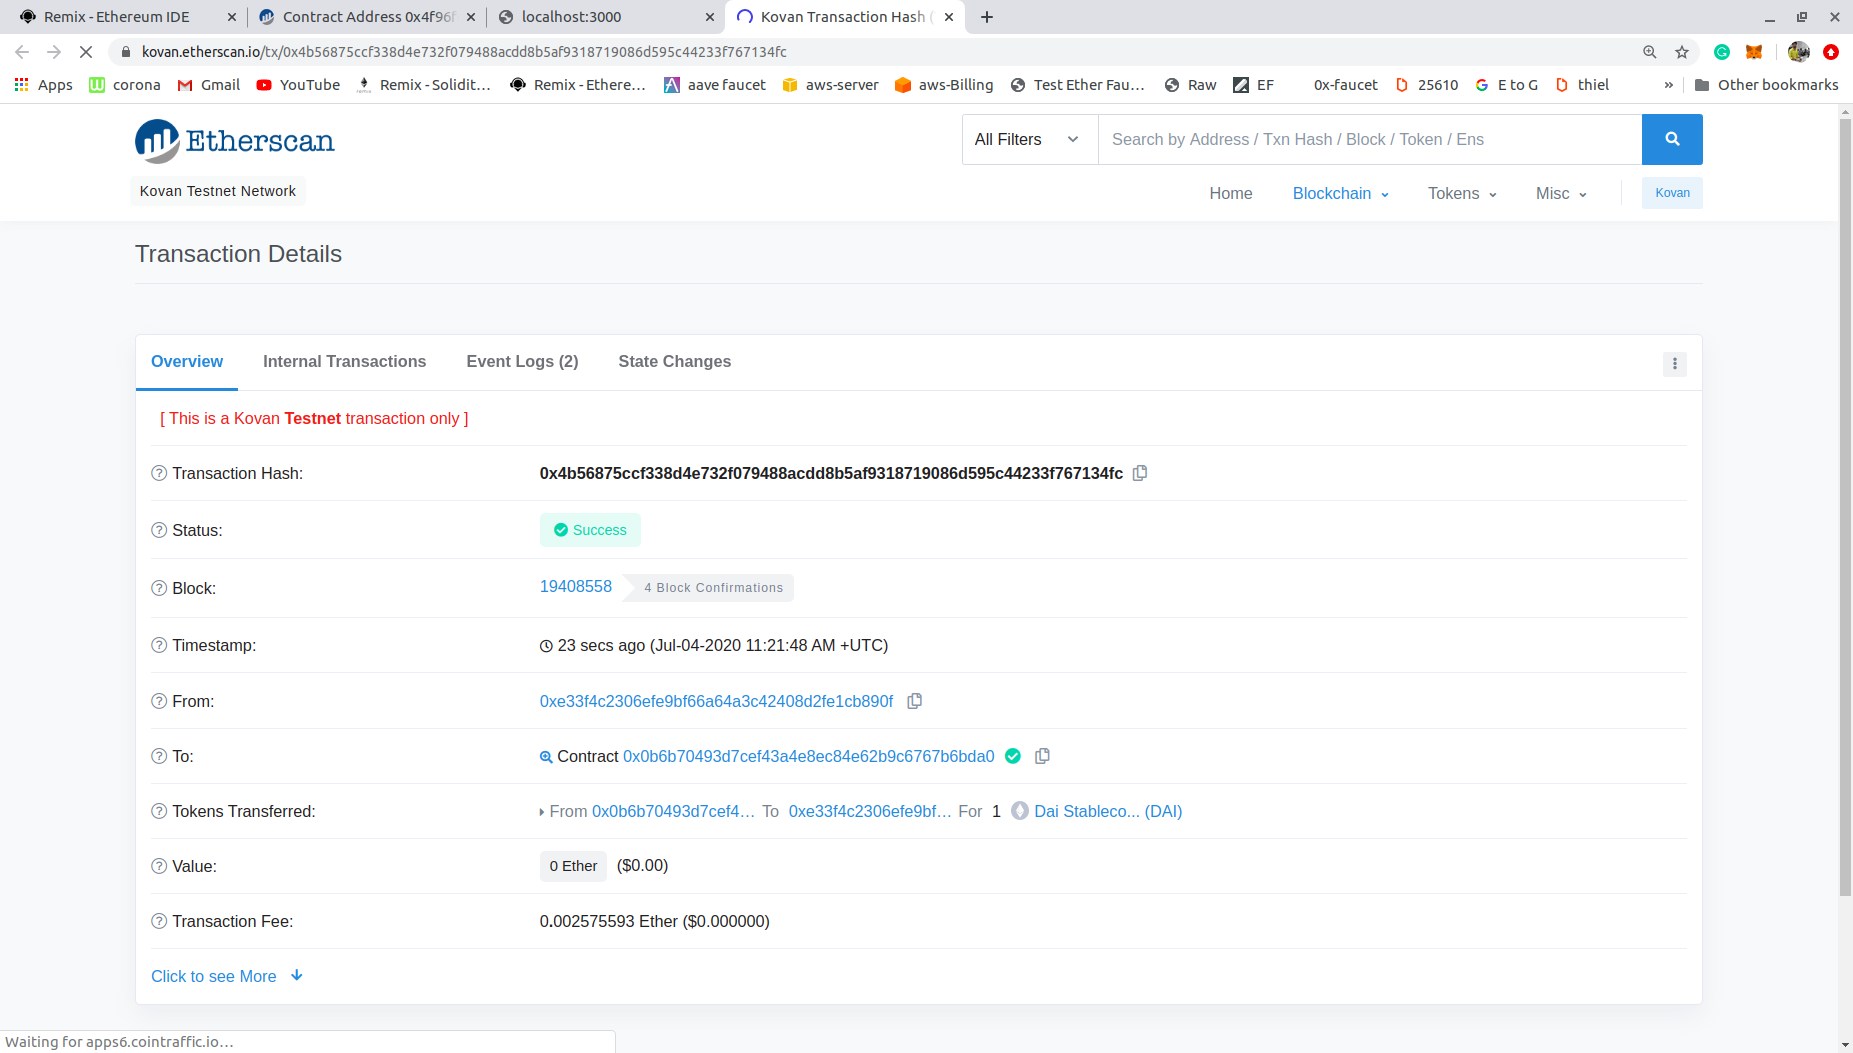 Remix - Ethereum IDE
Contract Address 0x4f96f
localhost:3000
Kovan Transaction Hash (
kovan.etherscan.io/tx/0x4b56875ccf338d4e732f079488acdd8b5af9318719086d595c44233f767134fc
Apps corona Gmail YouTube Remix - Solidit… Remix - Ethere… aave faucet aws-server aws-Billing Test Ether Fau… Raw EF 0x-faucet 25610 E to G thiel » Other bookmarks
Etherscan
All Filters Search by Address / Txn Hash / Block / Token / Ens
Kovan Testnet Network
Home Blockchain Tokens Misc Kovan
Transaction Details
Overview Internal Transactions Event Logs (2) State Changes
[ This is a Kovan Testnet transaction only ]
Transaction Hash: 0x4b56875ccf338d4e732f079488acdd8b5af9318719086d595c44233f767134fc
Status: Success
Block: 19408558 4 Block Confirmations
Timestamp: 23 secs ago (Jul-04-2020 11:21:48 AM +UTC)
From: 0xe33f4c2306efe9bf66a64a3c42408d2fe1cb890f
To: Contract 0x0b6b70493d7cef43a4e8ec84e62b9c6767b6bda0
Tokens Transferred: From 0x0b6b70493d7cef4… To 0xe33f4c2306efe9bf… For 1 Dai Stableco... (DAI)
Value: 0 Ether ($0.00)
Transaction Fee: 0.002575593 Ether ($0.000000)
Click to see More
Waiting for apps6.cointraffic.io…